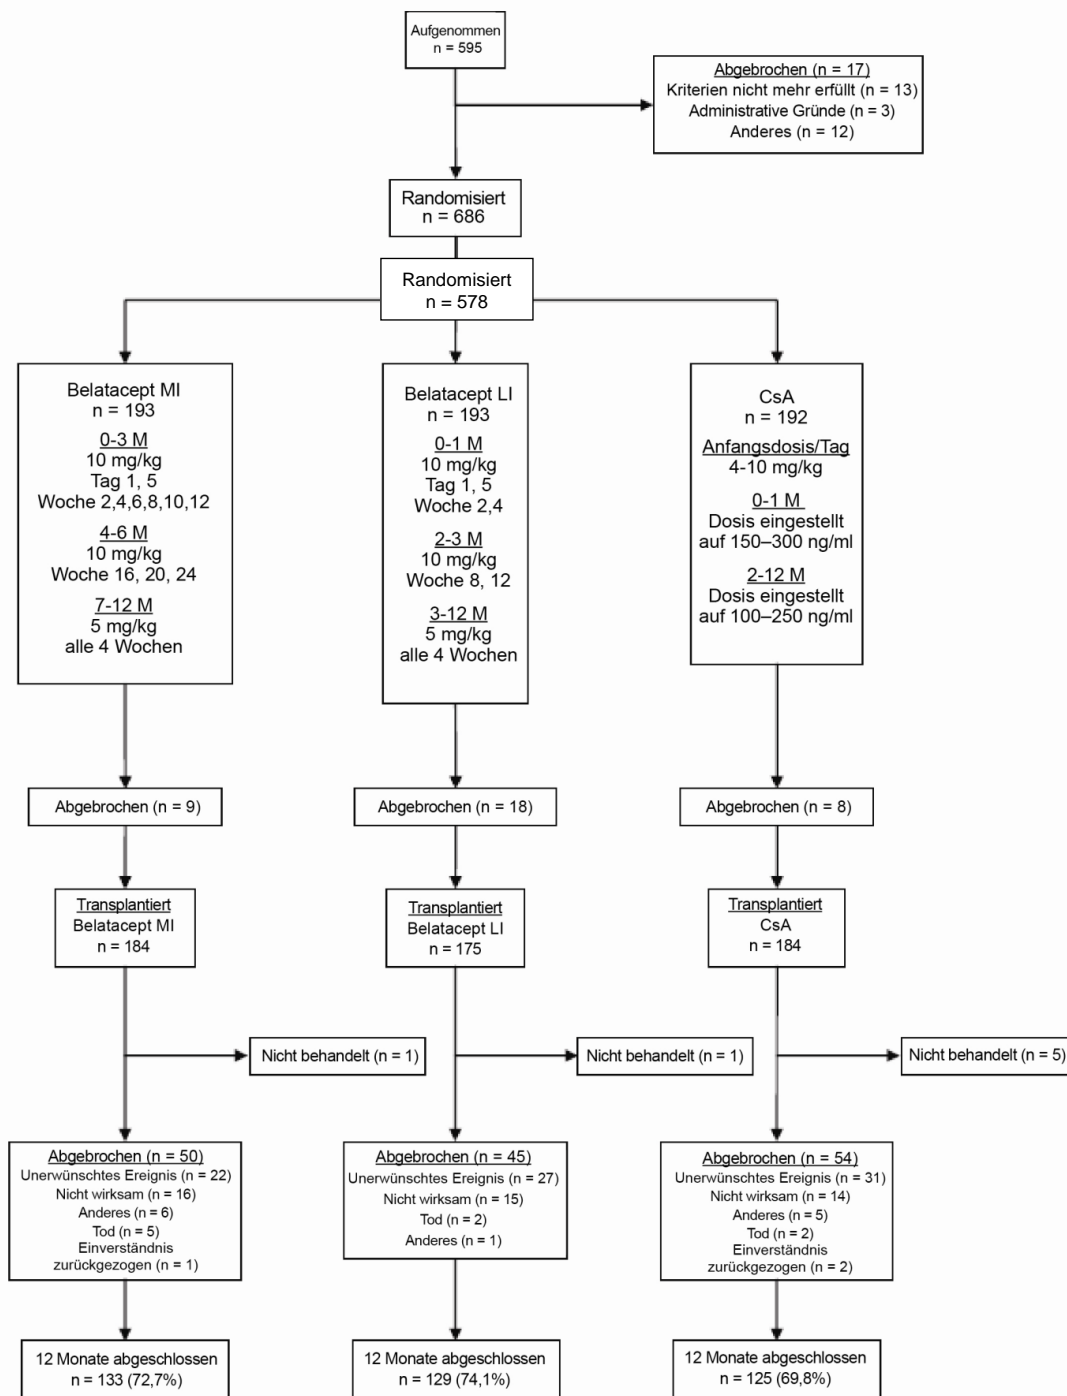 Aufgenommen
n = 595
Abgebrochen (n = 17)
Kriterien nicht mehr erfüllt (n = 13)
Administrative Gründe (n = 3)
Anderes (n = 12)
Randomisiert
n = 686
Randomisiert
n = 578
Belatacept MI
n = 193
0-3 M
10 mg/kg
Tag 1, 5
Woche 2,4,6,8,10,12
4-6 M
10 mg/kg
Woche 16, 20, 24
7-12 M
5 mg/kg
alle 4 Wochen
Belatacept LI
n = 193
0-1 M
10 mg/kg
Tag 1, 5
Woche 2,4
2-3 M
10 mg/kg
Woche 8, 12
3-12 M
5 mg/kg
alle 4 Wochen
CsA
n = 192
Anfangsdosis/Tag
4-10 mg/kg
0-1 M
Dosis eingestellt
auf 150–300 ng/ml
2-12 M
Dosis eingestellt
auf 100–250 ng/ml
Abgebrochen (n = 9)
Abgebrochen (n = 18)
Abgebrochen (n = 8)
Transplantiert
Belatacept MI
n = 184
Transplantiert
Belatacept LI
n = 175
Transplantiert
CsA
n = 184
Nicht behandelt (n = 1)
Nicht behandelt (n = 1)
Nicht behandelt (n = 5)
Abgebrochen (n = 50)
Unerwünschtes Ereignis (n = 22)
Nicht wirksam (n = 16)
Anderes (n = 6)
Tod (n = 5)
Einverständnis
zurückgezogen (n = 1)
Abgebrochen (n = 45)
Unerwünschtes Ereignis (n = 27)
Nicht wirksam (n = 15)
Tod (n = 2)
Anderes (n = 1)
Abgebrochen (n = 54)
Unerwünschtes Ereignis (n = 31)
Nicht wirksam (n = 14)
Anderes (n = 5)
Tod (n = 2)
Einverständnis
zurückgezogen (n = 2)
12 Monate abgeschlossen
n = 133 (72,7%)
12 Monate abgeschlossen
n = 129 (74,1%)
12 Monate abgeschlossen
n = 125 (69,8%)